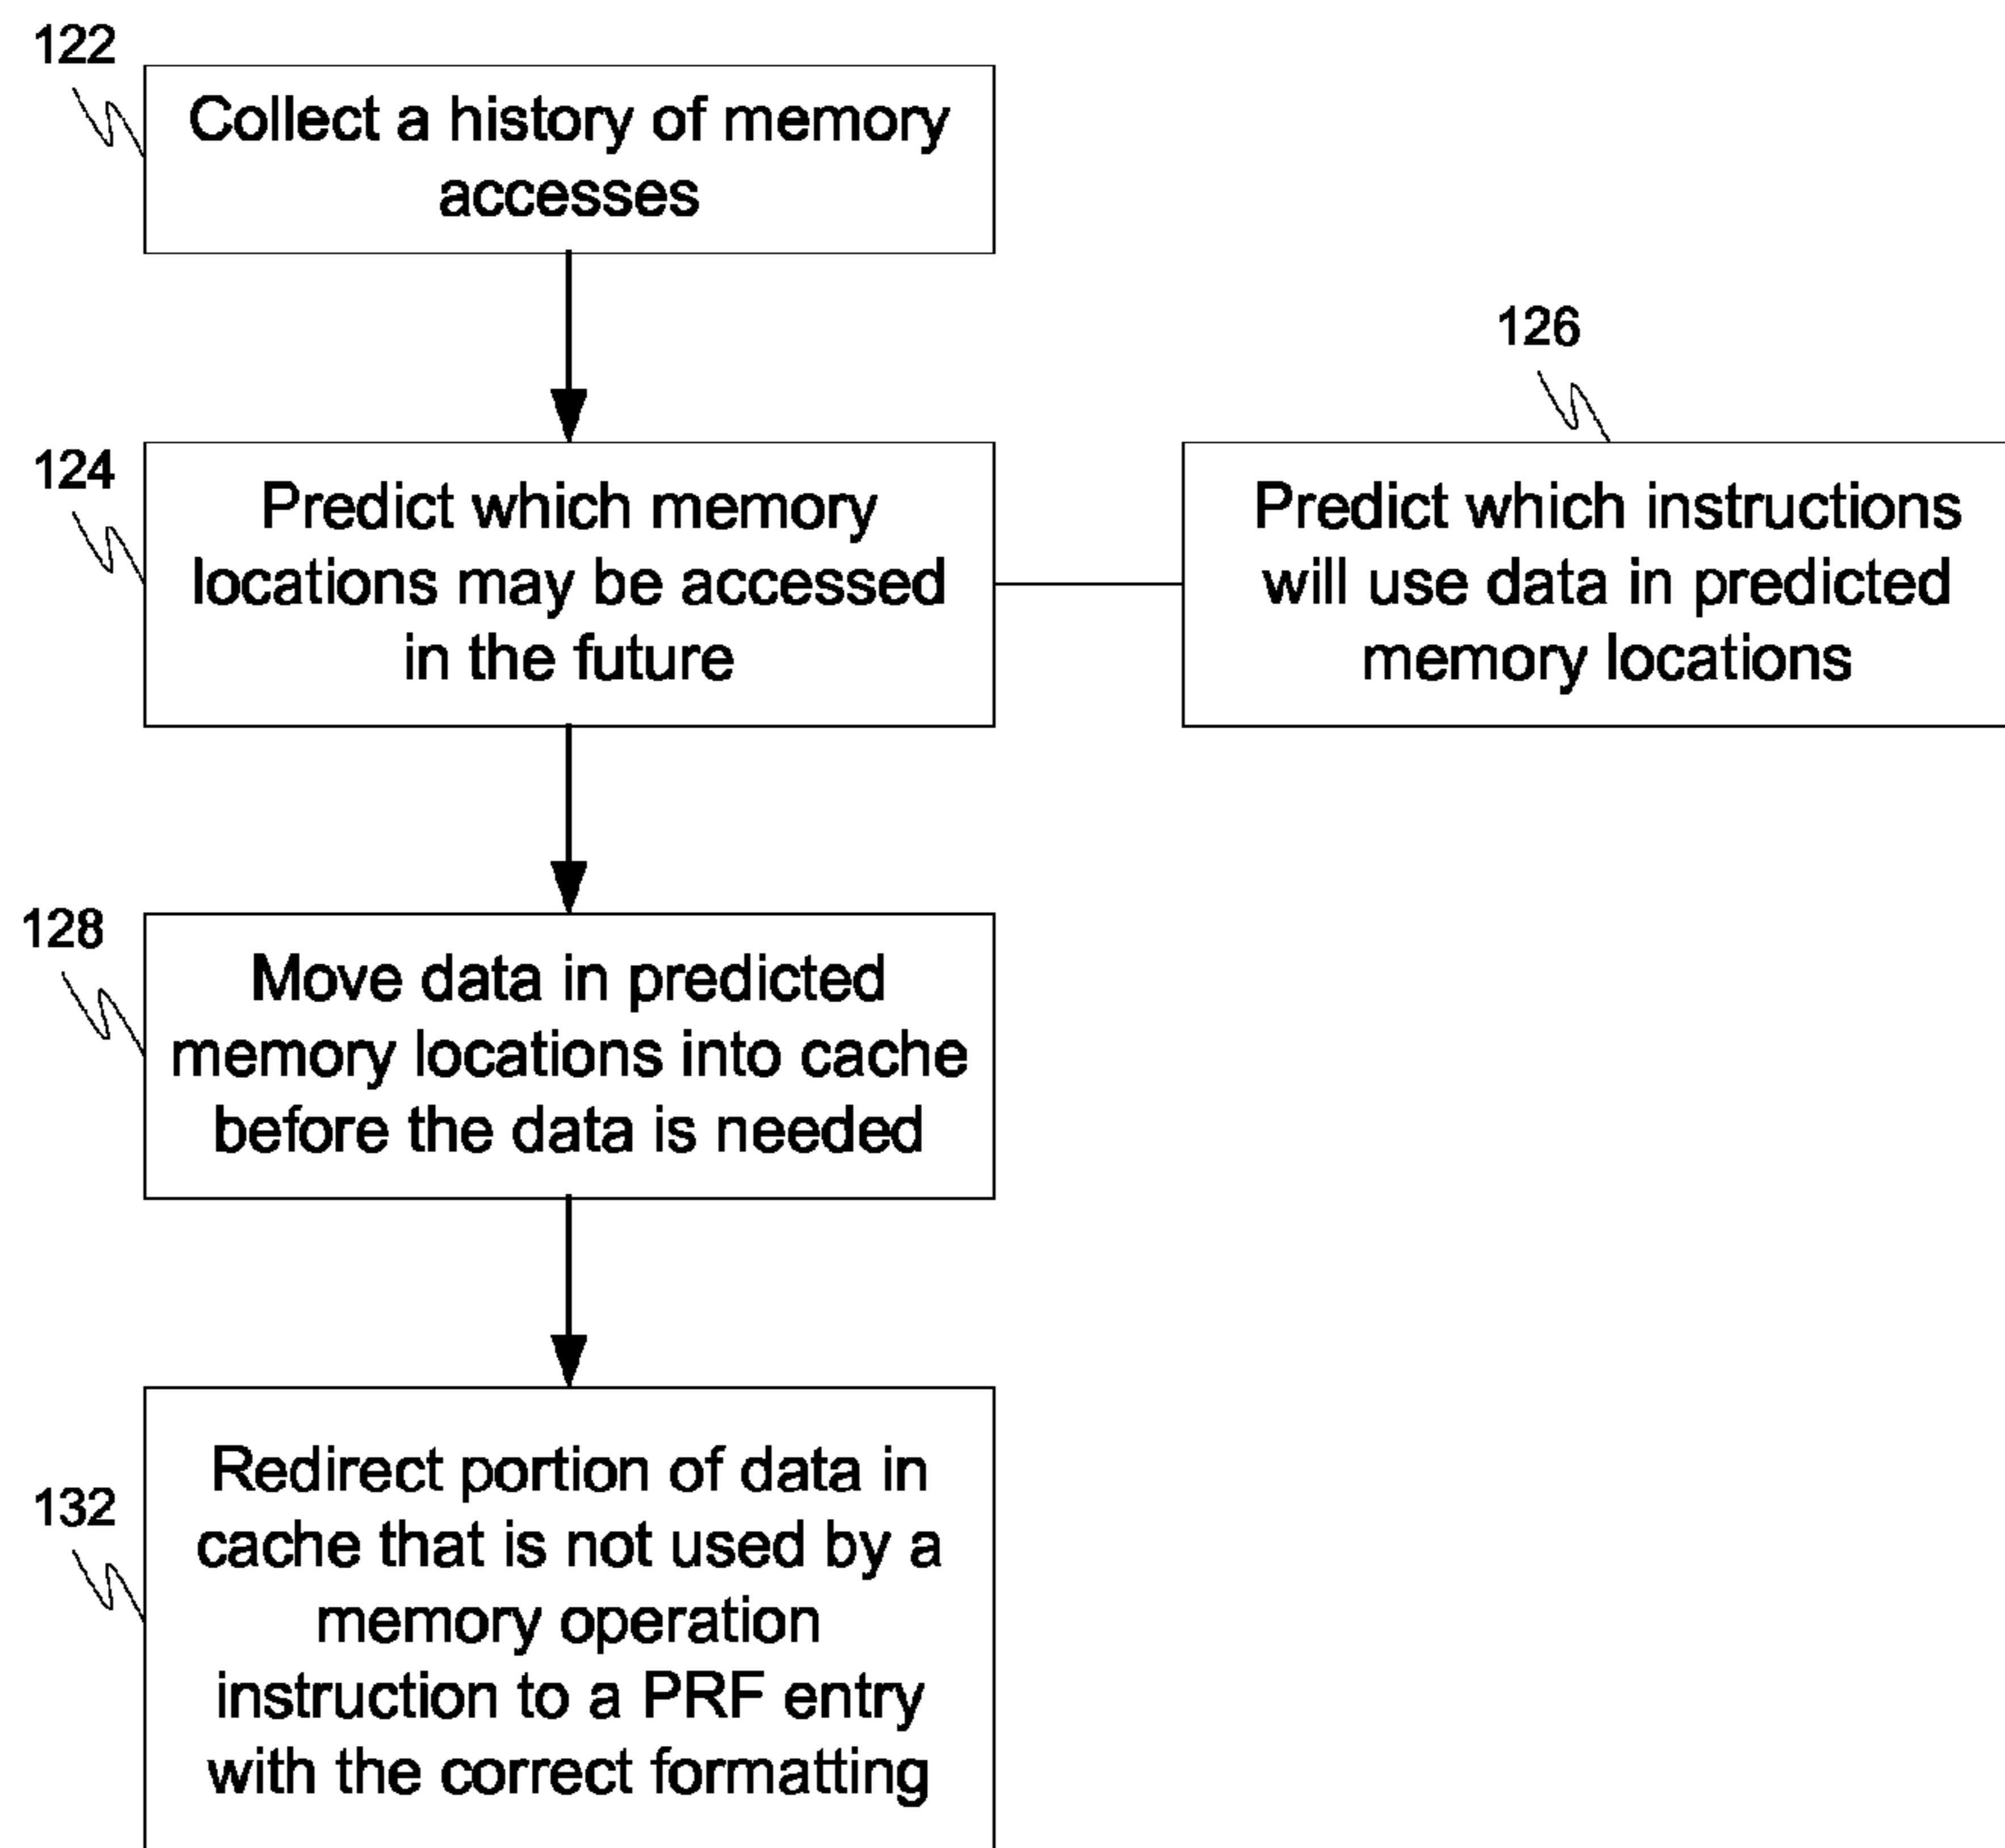 122
Collect a history of memory
accesses
126
124
Predict which memory
locations may be accessed
in the future
Predict which instructions
will use data in predicted
memory locations
128
Move data in predicted
memory locations into cache
before the data is needed
132
Redirect portion of data in
cache that is not used by a
memory operation
instruction to a PRF entry
with the correct formatting